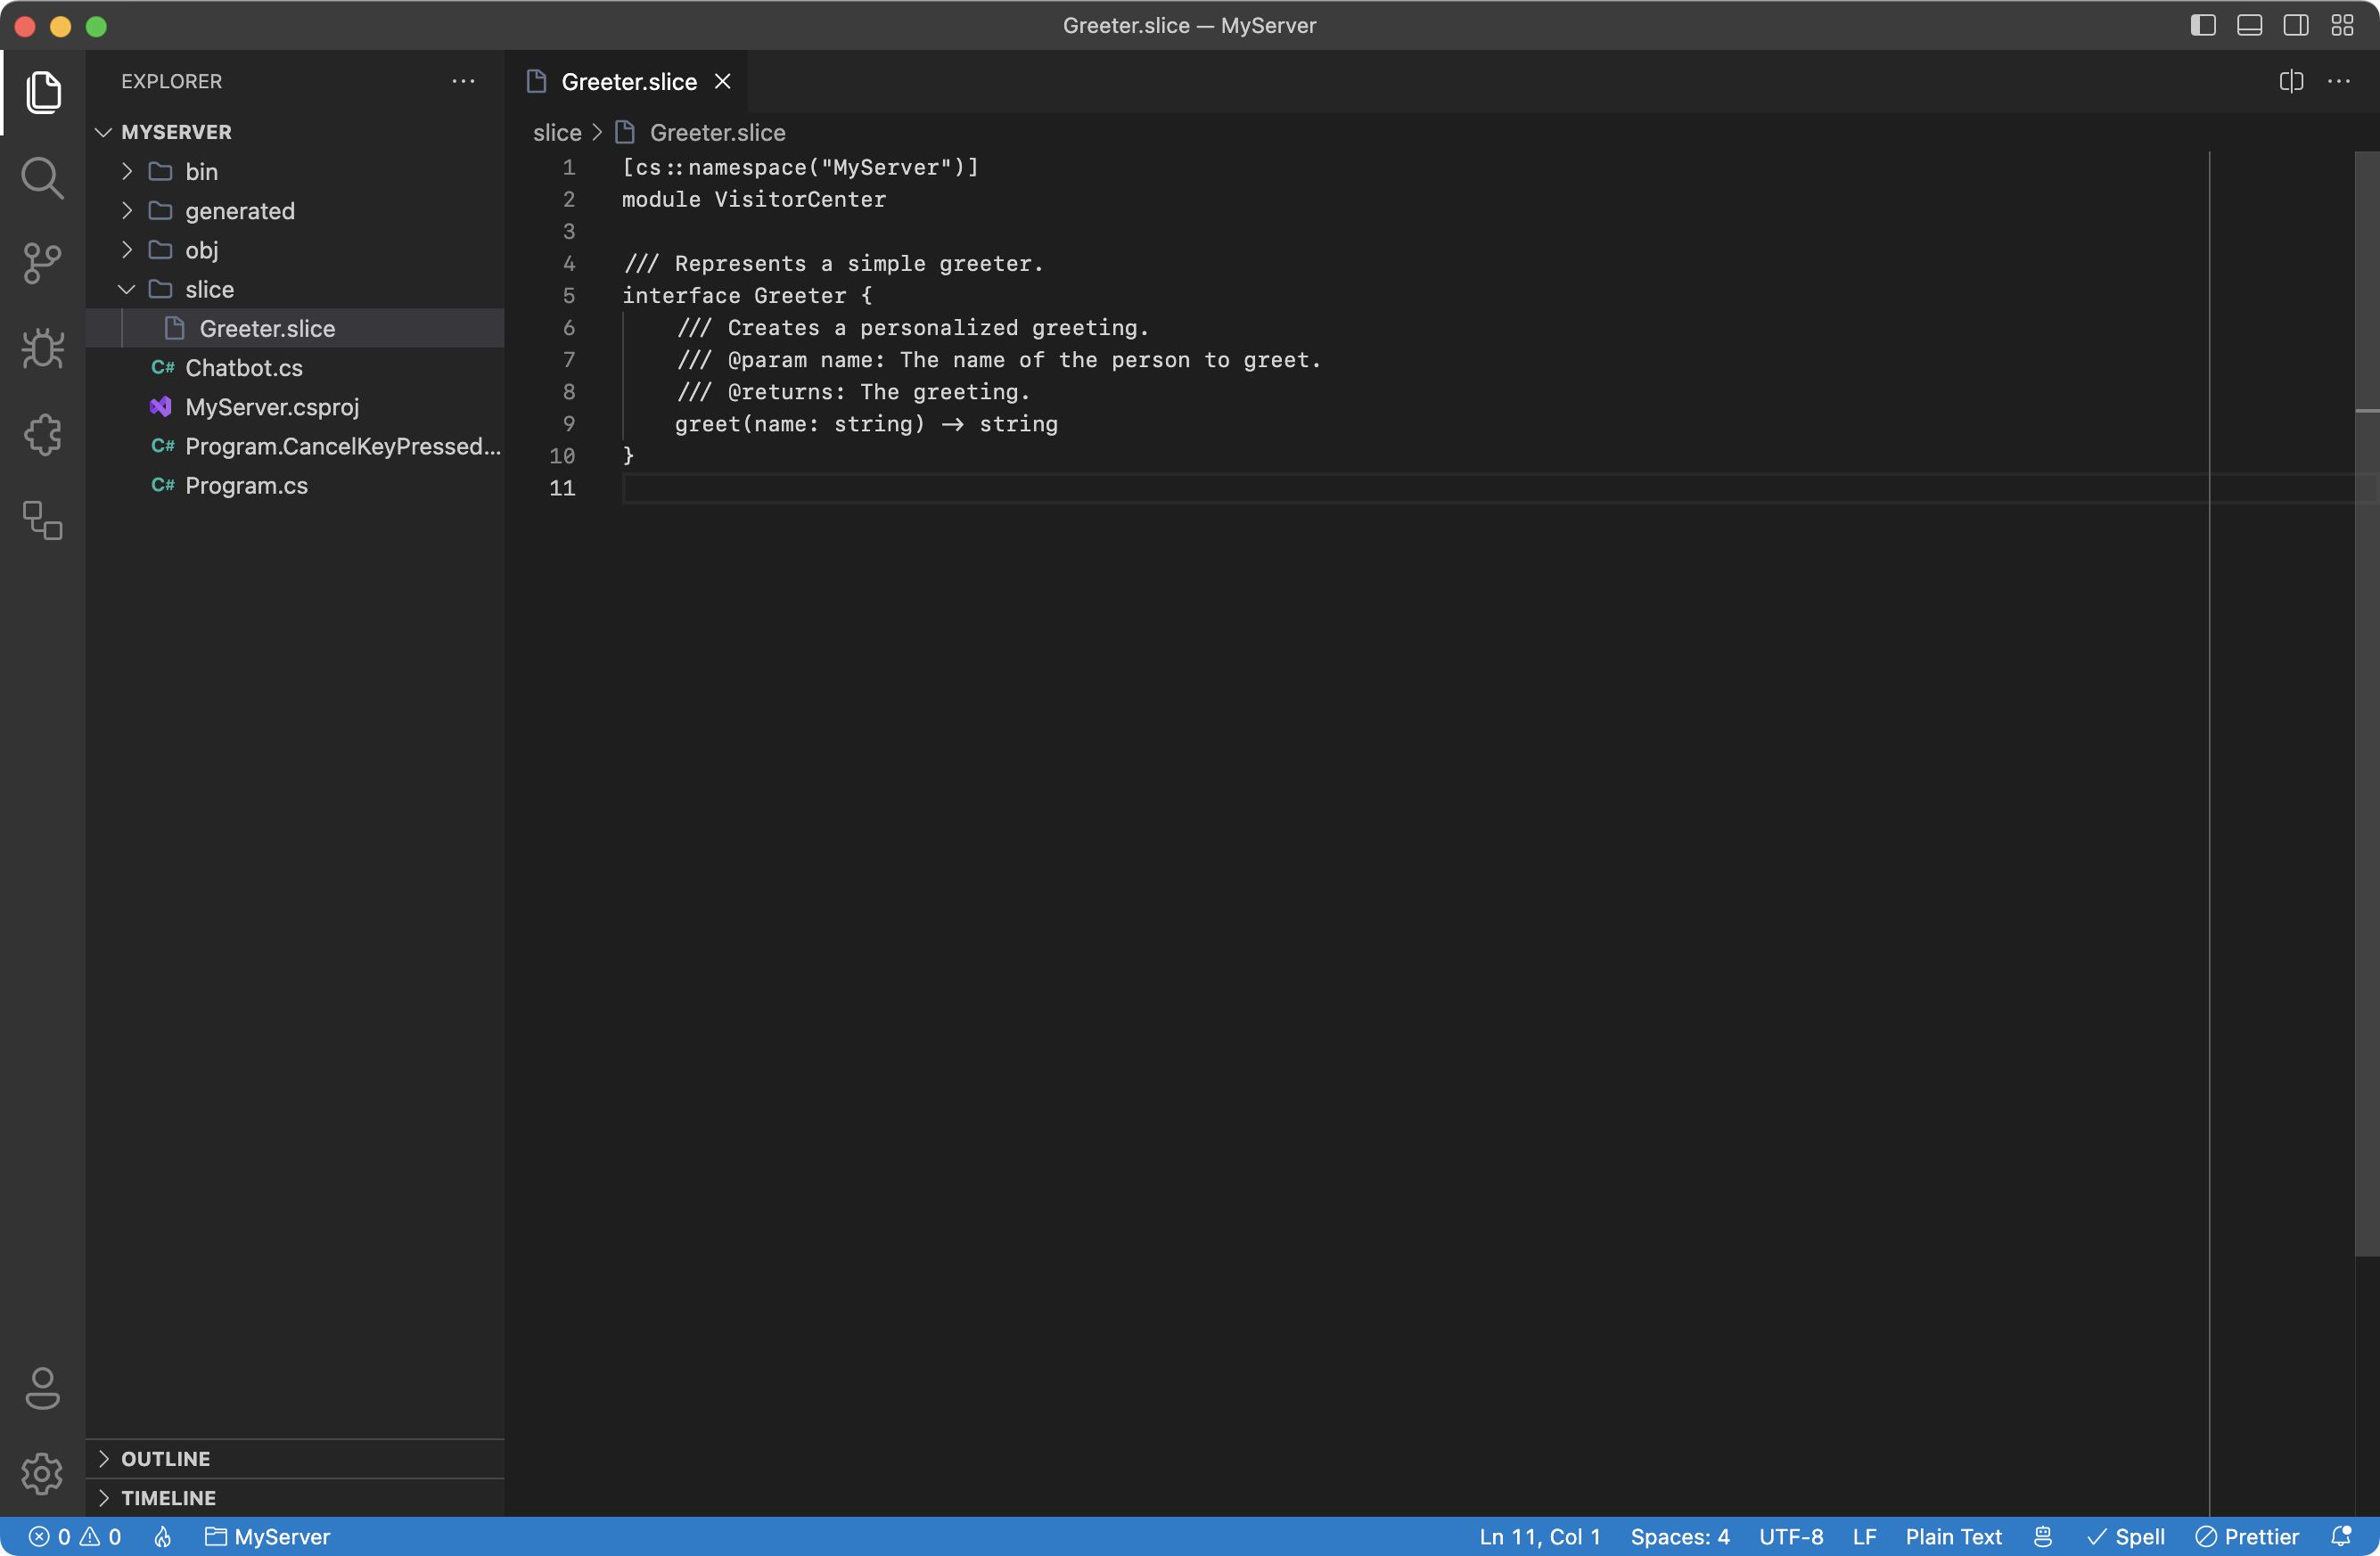 Greeter.slice — MyServer
EXPLORER
MYSERVER
bin
generated
obj
slice
Greeter.slice
C# Chatbot.cs
MyServer.csproj
C# Program.CancelKeyPressed...
C# Program.cs
OUTLINE
TIMELINE
Greeter.slice
slice > Greeter.slice
1 [cs::namespace("MyServer")]
2 module VisitorCenter
3
4 /// Represents a simple greeter.
5 interface Greeter {
6     /// Creates a personalized greeting.
7     /// @param name: The name of the person to greet.
8     /// @returns: The greeting.
9     greet(name: string) -> string
10 }
11
0 0 MyServer Ln 11, Col 1 Spaces: 4 UTF-8 LF Plain Text Spell Prettier